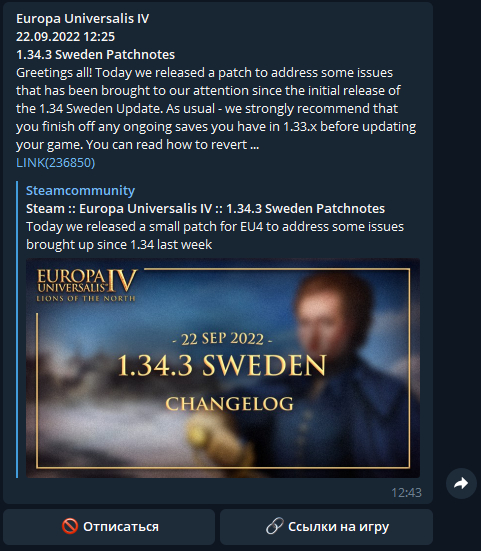 Europa Universalis IV
22.09.2022 12:25
1.34.3 Sweden Patchnotes
Greetings all! Today we released a patch to address some issues
that has been brought to our attention since the initial release of
the 1.34 Sweden Update. As usual - we strongly recommend that
you finish off any ongoing saves you have in 1.33.x before updating
your game. You can read how to revert ...
LINK(236850)
Steamcommunity
Steam :: Europa Universalis IV :: 1.34.3 Sweden Patchnotes
Today we released a small patch for EU4 to address some issues
brought up since 1.34 last week
EUROPA
UNIVERSALIS IV
LIONS OF THE NORTH
- 22 SEP 2022 -
1.34.3 SWEDEN
CHANGELOG
12:43
Отписаться
Ссылки на игру